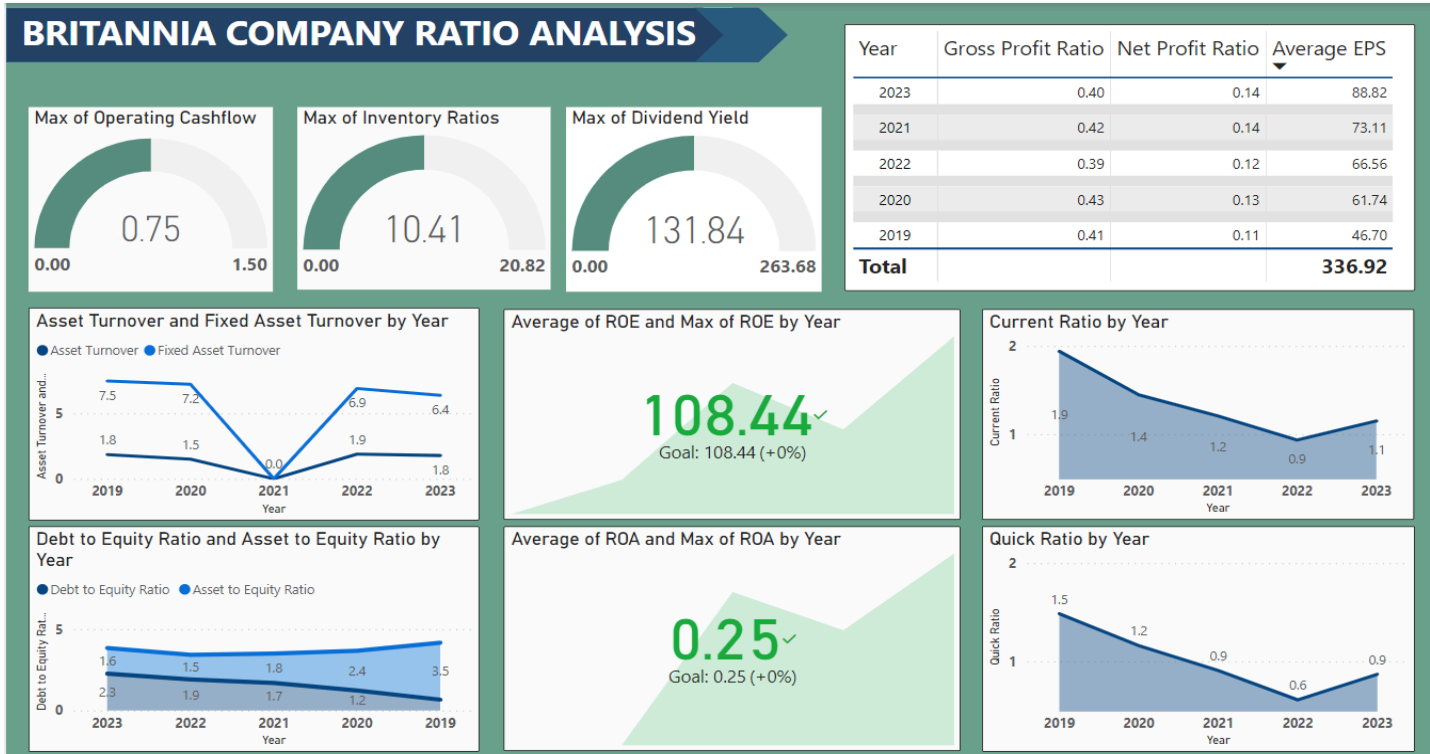 BRITANNIA COMPANY RATIO ANALYSIS
Max of Operating Cashflow
0.75
0.00 1.50
Max of Inventory Ratios
10.41
0.00 20.82
Max of Dividend Yield
131.84
0.00 263.68
Year Gross Profit Ratio Net Profit Ratio Average EPS
2023 0.40 0.14 88.82
2021 0.42 0.14 73.11
2022 0.39 0.12 66.56
2020 0.43 0.13 61.74
2019 0.41 0.11 46.70
Total 336.92
Asset Turnover and Fixed Asset Turnover by Year
Asset Turnover Fixed Asset Turnover
Asset Turnover and...
5
0
7.5 7.2 0.0 6.9 6.4
1.8 1.5 1.9 1.8
2019 2020 2021 2022 2023
Year
Average of ROE and Max of ROE by Year
108.44
Goal: 108.44 (+0%)
Current Ratio by Year
Current Ratio
2
1
1.9 1.4 1.2 0.9 1.1
2019 2020 2021 2022 2023
Year
Debt to Equity Ratio and Asset to Equity Ratio by
Year
Debt to Equity Ratio Asset to Equity Ratio
Debt to Equity Rat...
5
0
1.6 1.5 1.8 2.4 3.5
2.3 1.9 1.7 1.2
2023 2022 2021 2020 2019
Year
Average of ROA and Max of ROA by Year
0.25
Goal: 0.25 (+0%)
Quick Ratio by Year
Quick Ratio
2
1
1.5 1.2 0.9 0.6 0.9
2019 2020 2021 2022 2023
Year